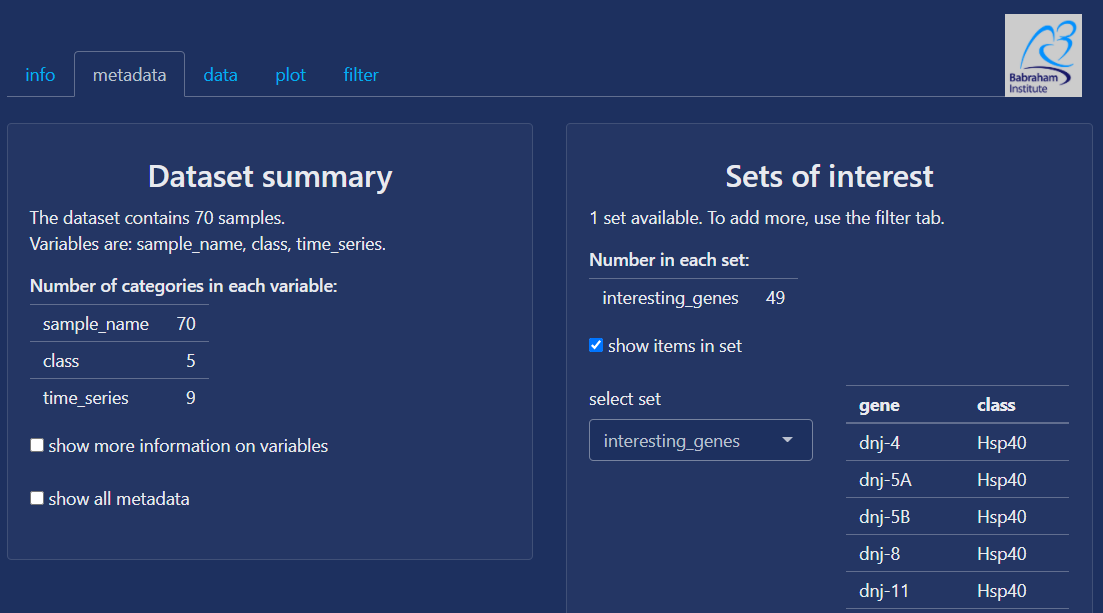 info
metadata
data
plot
filter
Babraham
Institute
Dataset summary
The dataset contains 70 samples.
Variables are: sample_name, class, time_series.
Number of categories in each variable:
sample_name 70
class 5
time_series 9
show more information on variables
show all metadata
Sets of interest
1 set available. To add more, use the filter tab.
Number in each set:
interesting_genes 49
show items in set
select set
interesting_genes
gene class
dnj-4 Hsp40
dnj-5A Hsp40
dnj-5B Hsp40
dnj-8 Hsp40
dnj-11 Hsp40